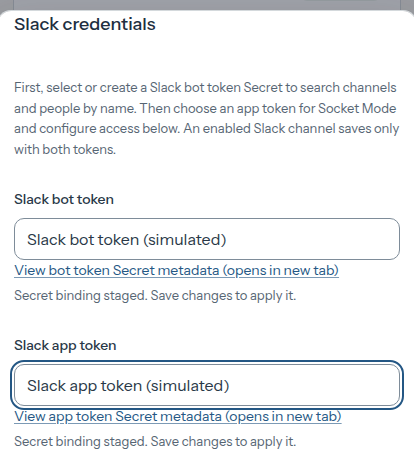 Slack credentials
First, select or create a Slack bot token Secret to search channels
and people by name. Then choose an app token for Socket Mode
and configure access below. An enabled Slack channel saves only
with both tokens.
Slack bot token
Slack bot token (simulated)
View bot token Secret metadata (opens in new tab)
Secret binding staged. Save changes to apply it.
Slack app token
Slack app token (simulated)
View app token Secret metadata (opens in new tab)
Secret binding staged. Save changes to apply it.